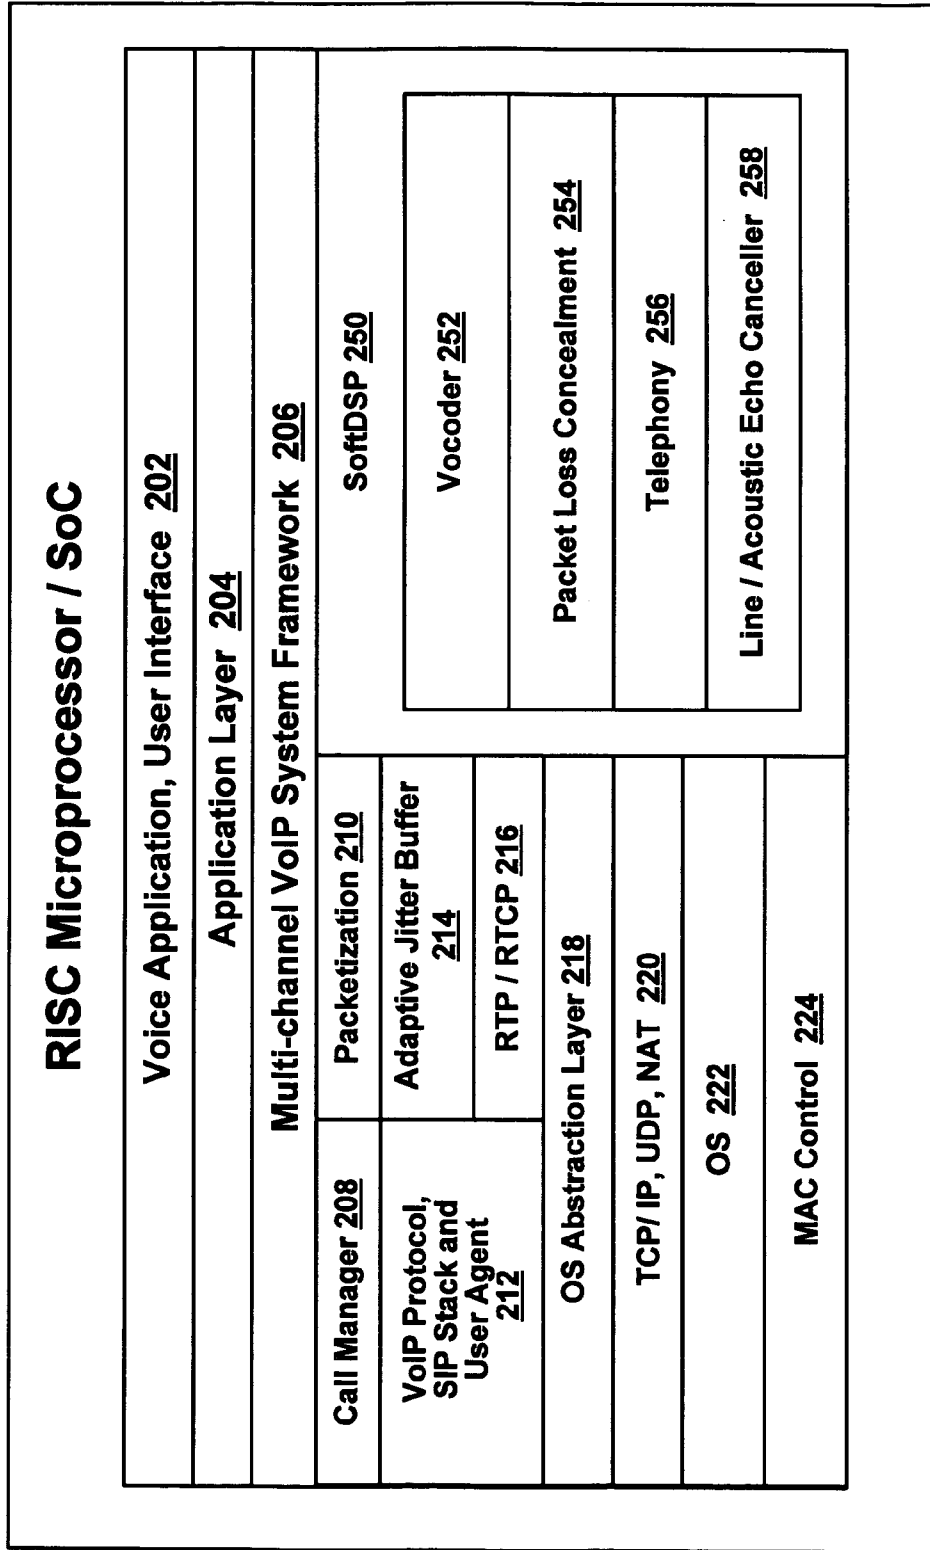 RISC Microprocessor / SoC
Voice Application, User Interface 202
Application Layer 204
Multi-channel VoIP System Framework 206
Call Manager 208
Packetization 210
VoIP Protocol,
SIP Stack and
User Agent
212
Adaptive Jitter Buffer
214
RTP / RTCP 216
OS Abstraction Layer 218
TCP/ IP, UDP, NAT 220
OS 222
MAC Control 224
SoftDSP 250
Vocoder 252
Packet Loss Concealment 254
Telephony 256
Line / Acoustic Echo Canceller 258